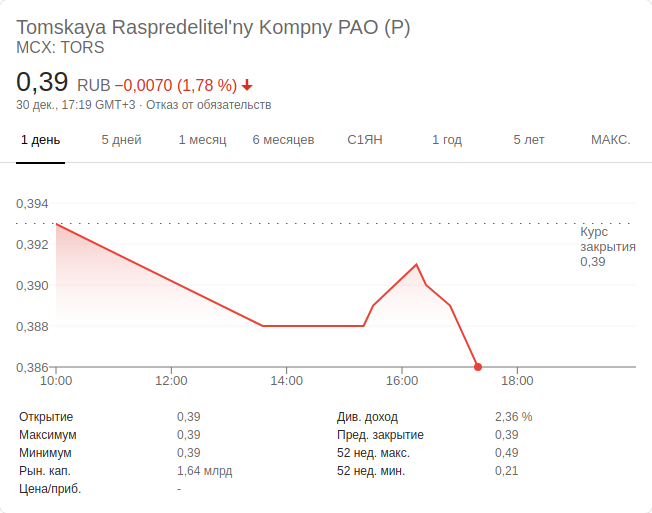 Tomskaya Raspredelitel'ny Kompny PAO (P)
MCX: TORS
0,39 RUB −0,0070 (1,78 %)
30 дек., 17:19 GMT+3 · Отказ от обязательств
1 день 5 дней 1 месяц 6 месяцев С1ЯН 1 год 5 лет МАКС.
0,394
Курс
0,392 закрытия
0,39
0,390
0,388
0,386
10:00 12:00 14:00 16:00 18:00
Открытие 0,39 Див. доход 2,36 %
Максимум 0,39 Пред. закрытие 0,39
Минимум 0,39 52 нед. макс. 0,49
Рын. кап. 1,64 млрд 52 нед. мин. 0,21
Цена/приб. -